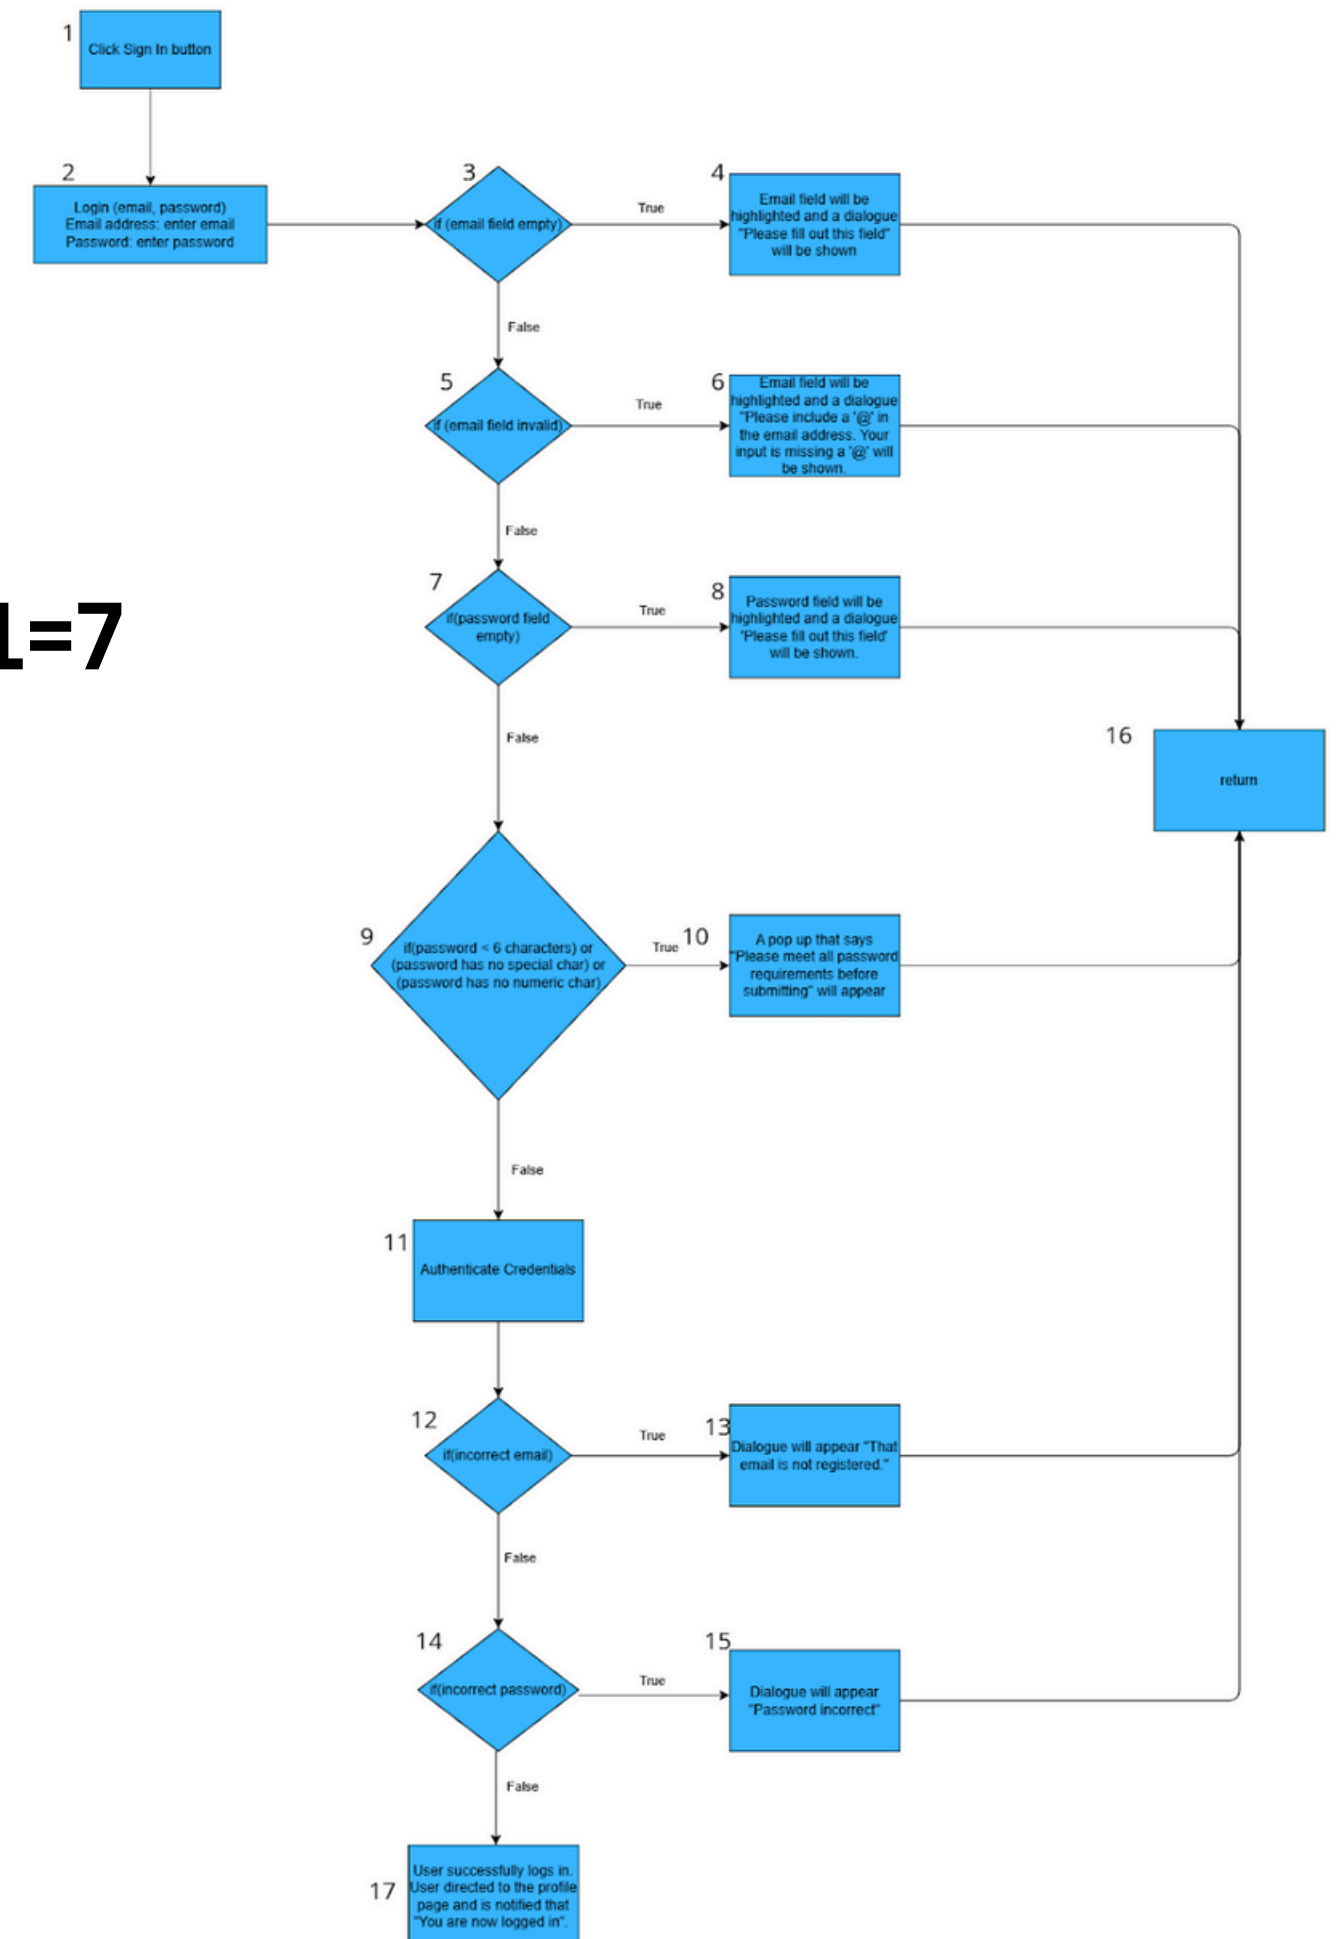 1
Click Sign In button
2
Login (email, password)
Email address: enter email
Password: enter password
3
if (email field empty)
True
4
Email field will be
highlighted and a dialogue
"Please fill out this field"
will be shown
False
5
if (email field invalid)
True
6
Email field will be
highlighted and a dialogue
"Please include a '@' in
the email address. Your
input is missing a '@' will
be shown.
False
1=7
7
if(password field
empty)
True
8
Password field will be
highlighted and a dialogue
'Please fill out this field'
will be shown.
False
16
return
9
if(password < 6 characters) or
(password has no special char) or
(password has no numeric char)
True
10
A pop up that says
"Please meet all password
requirements before
submitting" will appear
False
11
Authenticate Credentials
12
if(incorrect email)
True
13
Dialogue will appear "That
email is not registered."
False
14
if(incorrect password)
True
15
Dialogue will appear
"Password incorrect"
False
17
User successfully logs in.
User directed to the profile
page and is notified that
"You are now logged in".